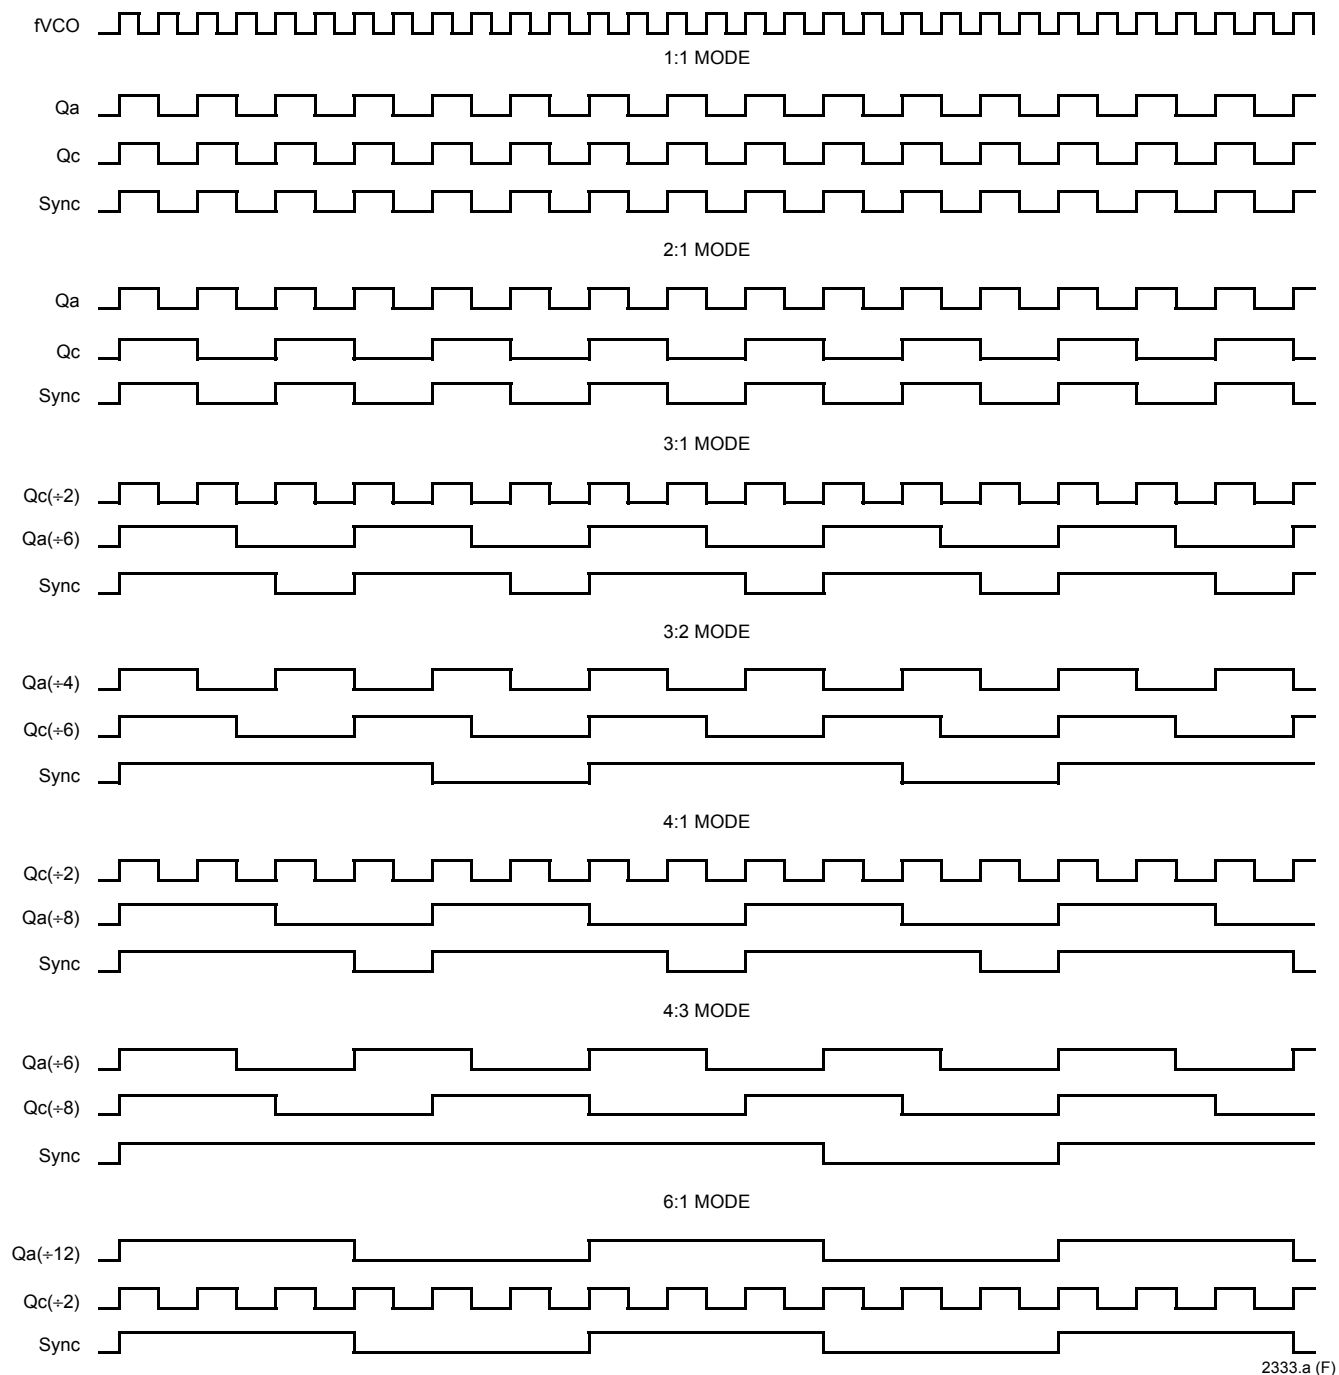 fVCO
1:1 MODE
Qa
Qc
Sync
2:1 MODE
Qa
Qc
Sync
3:1 MODE
Qc(÷2)
Qa(÷6)
Sync
3:2 MODE
Qa(÷4)
Qc(÷6)
Sync
4:1 MODE
Qc(÷2)
Qa(÷8)
Sync
4:3 MODE
Qa(÷6)
Qc(÷8)
Sync
6:1 MODE
Qa(÷12)
Qc(÷2)
Sync
2333.a (F)